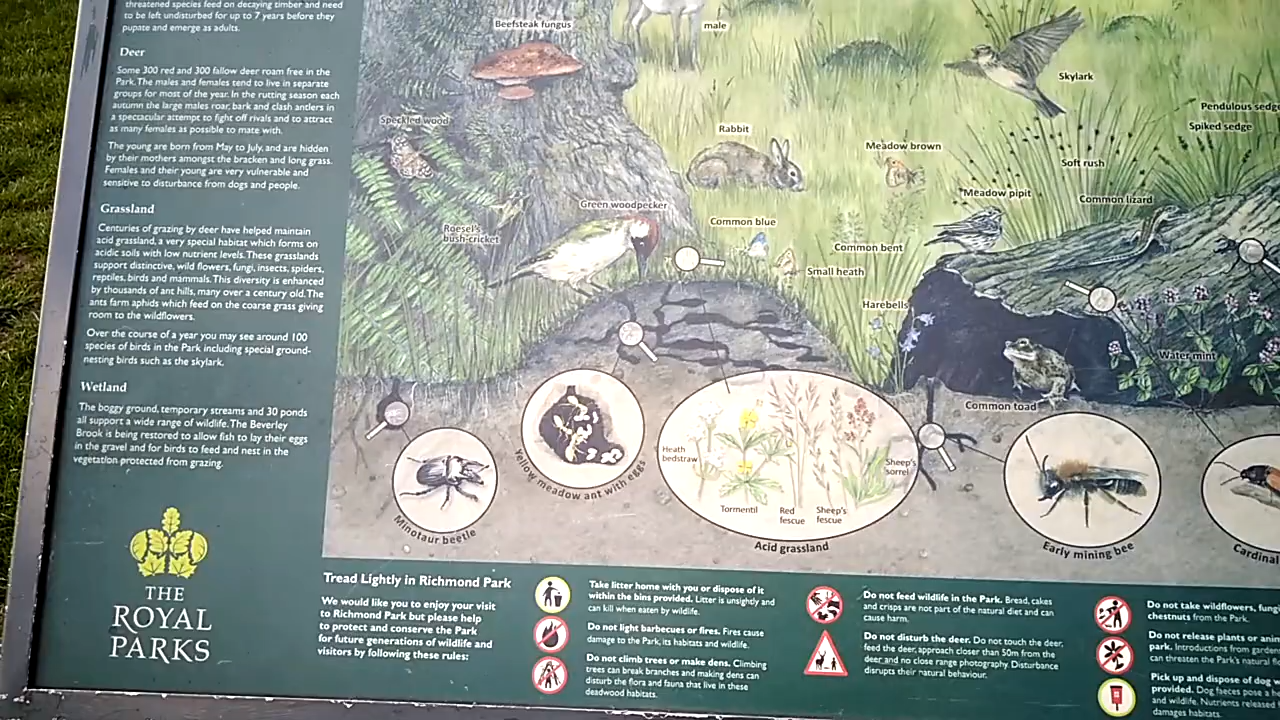 threatened species feed on decaying timber and need
to be left undisturbed for up to 7 years before they
pupate and emerge as adults.
Deer
Some 300 red and 300 fallow deer roam free in the
Park. The males and females tend to live in separate
groups for most of the year. In the rutting season each
autumn the large males roar, bark and clash antlers in
a spectacular attempt to fight off rivals and to attract
as many females as possible to mate with.
The young are born from May to July, and are hidden
by their mothers amongst the bracken and long grass.
Females and their young are very vulnerable and
sensitive to disturbance from dogs and people.
Grassland
Centuries of grazing by deer have helped maintain
acid grassland, a very special habitat which forms on
acidic soils with low nutrient levels. These grasslands
support distinctive, wild flowers, fungi, insects, spiders,
reptiles, birds and mammals. This diversity is enhanced
by thousands of ant hills, many over a century old. The
ants farm aphids which feed on the coarse grass giving
room to the wildflowers.
Over the course of a year you may see around 100
species of birds in the Park including special ground-
nesting birds such as the skylark.
Wetland
The boggy ground, temporary streams and 30 ponds
all support a wide range of wildlife. The Beverley
Brook is being restored to allow fish to lay their eggs
in the gravel and for birds to feed and nest in the
vegetation protected from grazing.
THE
ROYAL
PARKS
Beefsteak fungus
male
Skylark
Speckled wood
Rabbit
Meadow brown
Pendulous sedge
Spiked sedge
Soft rush
Green woodpecker
Meadow pipit
Common lizard
Roesel's
bush-cricket
Common blue
Common bent
Small heath
Harebells
Water mint
Common toad
Minotaur beetle
Yellow meadow ant with eggs
Heath
bedstraw
Tormentil
Red
fescue
Sheep's
fescue
Sheep's
sorrel
Acid grassland
Early mining bee
Cardinal
Tread Lightly in Richmond Park
We would like you to enjoy your visit
to Richmond Park but please help
to protect and conserve the Park
for future generations of wildlife and
visitors by following these rules:
Take litter home with you or dispose of it
within the bins provided. Litter is unsightly and
can kill when eaten by wildlife.
Do not light barbecues or fires. Fires cause
damage to the Park, its habitats and wildlife.
Do not climb trees or make dens. Climbing
trees can break branches and making dens can
disturb the flora and fauna that live in these
deadwood habitats.
Do not feed wildlife in the Park. Bread, cakes
and crisps are not part of the natural diet and can
cause harm.
Do not disturb the deer. Do not touch the deer,
feed the deer, approach closer than 50m from the
deer and no close range photography. Disturbance
disrupts their natural behaviour.
Do not take wildflowers, fung
chestnuts from the Park.
Do not release plants or anim
park. Introductions from gardens
can threaten the Park's natural fl
Pick up and dispose of dog w
provided. Dog faeces pose a h
and wildlife. Nutrients released
damages habitats.